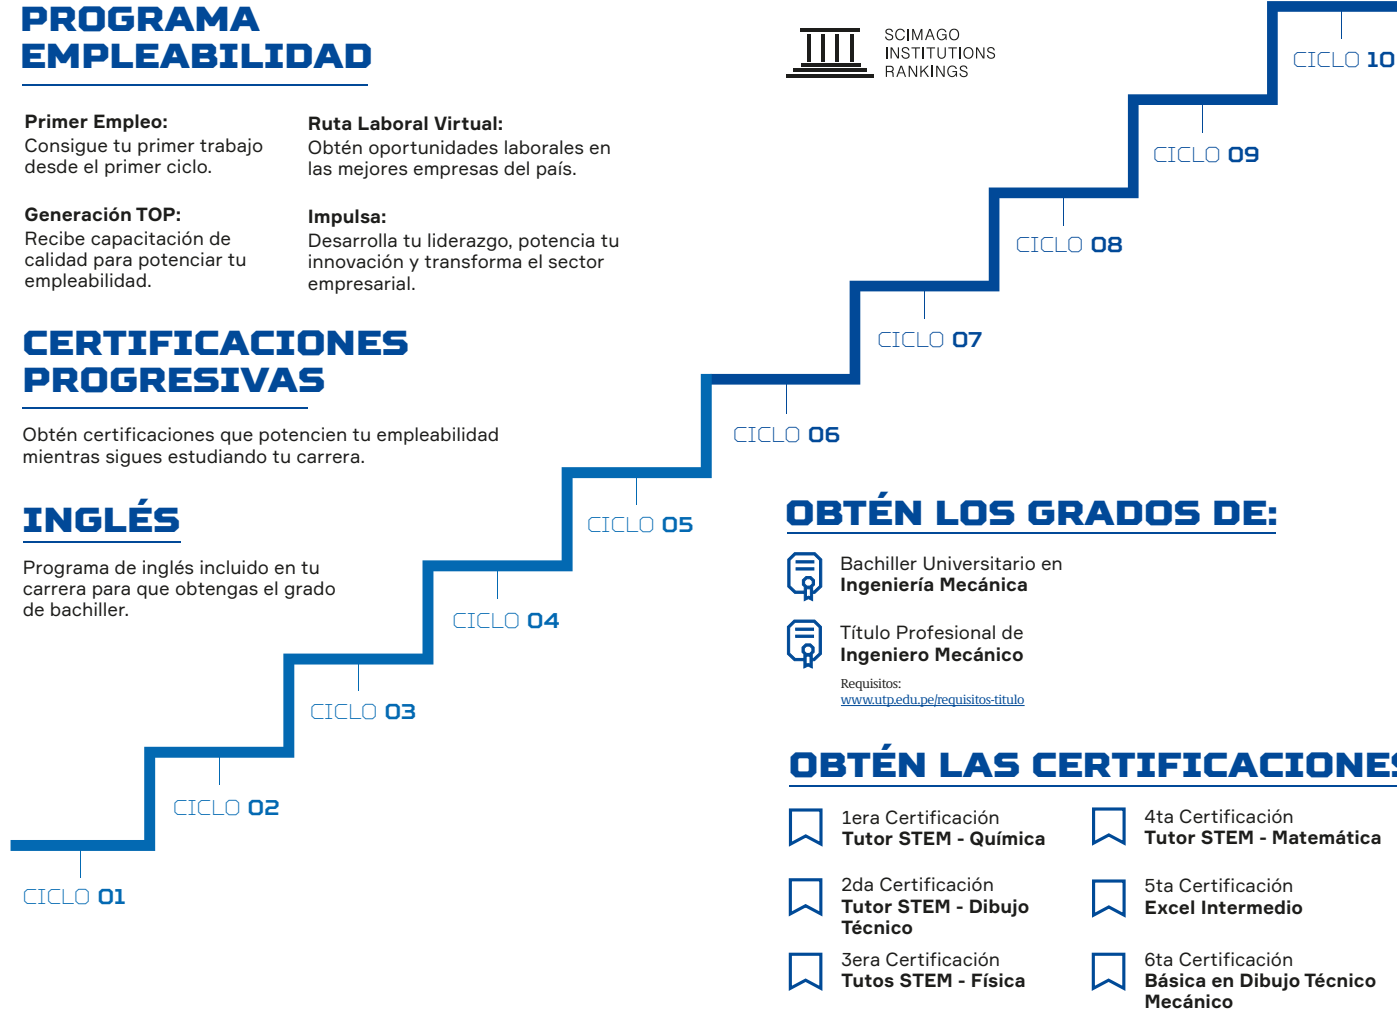 PROGRAMA
EMPLEABILIDAD
Primer Empleo:
Consigue tu primer trabajo
desde el primer ciclo.
Ruta Laboral Virtual:
Obtén oportunidades laborales en
las mejores empresas del país.
Generación TOP:
Recibe capacitación de
calidad para potenciar tu
empleabilidad.
Impulsa:
Desarrolla tu liderazgo, potencia tu
innovación y transforma el sector
empresarial.
CERTIFICACIONES
PROGRESIVAS
Obtén certificaciones que potencien tu empleabilidad
mientras sigues estudiando tu carrera.
INGLÉS
Programa de inglés incluido en tu
carrera para que obtengas el grado
de bachiller.
SCIMAGO
INSTITUTIONS
RANKINGS
CICLO 10
CICLO 09
CICLO 08
CICLO 07
CICLO 06
CICLO 05
CICLO 04
CICLO 03
CICLO 02
CICLO 01
OBTÉN LOS GRADOS DE:
Bachiller Universitario en
Ingeniería Mecánica
Título Profesional de
Ingeniero Mecánico
Requisitos:
www.utp.edu.pe/requisitos-titulo
OBTÉN LAS CERTIFICACIONES
1era Certificación
Tutor STEM - Química
2da Certificación
Tutor STEM - Dibujo
Técnico
3era Certificación
Tutos STEM - Física
4ta Certificación
Tutor STEM - Matemática
5ta Certificación
Excel Intermedio
6ta Certificación
Básica en Dibujo Técnico
Mecánico